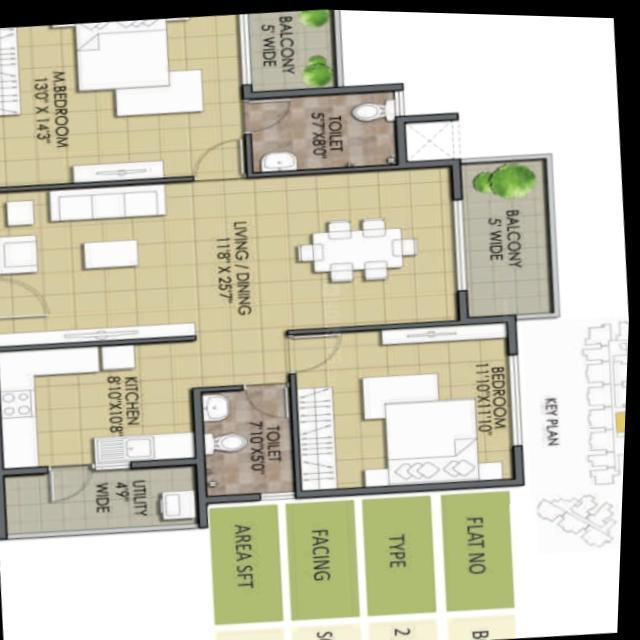 BALCONY
5' WIDE
M.BEDROOM
13'0" X 14'3"
TOILET
5'7"X8'0"
BALCONY
5' WIDE
LIVING / DINING
11'8" X 25'7"
BEDROOM
11'10"X11'10"
KITCHEN
8'10"X10'8"
TOILET
7'10"X5'0"
UTILITY
4'9"
WIDE
KEY PLAN
FLAT NO
TYPE
FACING
AREA SFT
B
2